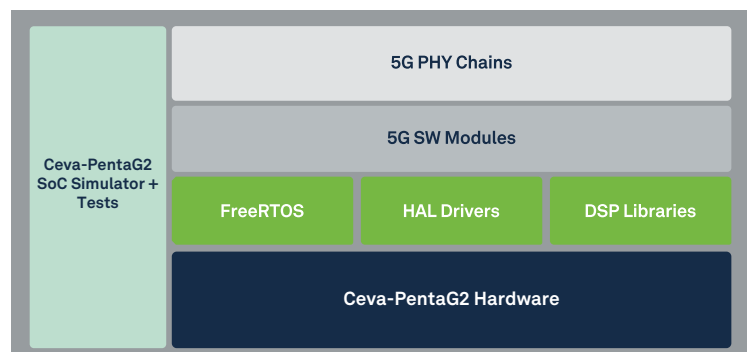 Ceva-PentaG2
SoC Simulator +
Tests
5G PHY Chains
5G SW Modules
FreeRTOS
HAL Drivers
DSP Libraries
Ceva-PentaG2 Hardware